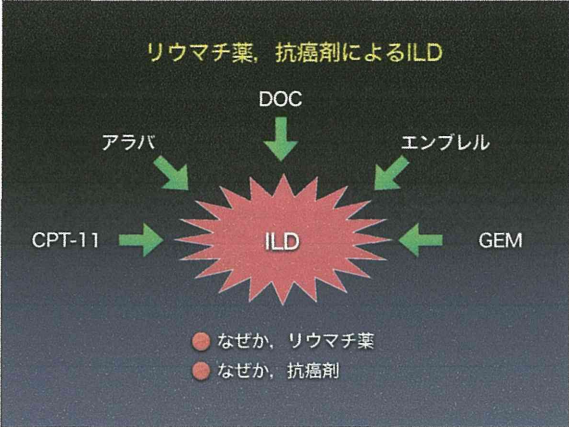 リウマチ薬，抗癌剤によるILD
DOC
アラバ
エンブレル
CPT-11
ILD
GEM
なぜか，リウマチ薬
なぜか，抗癌剤